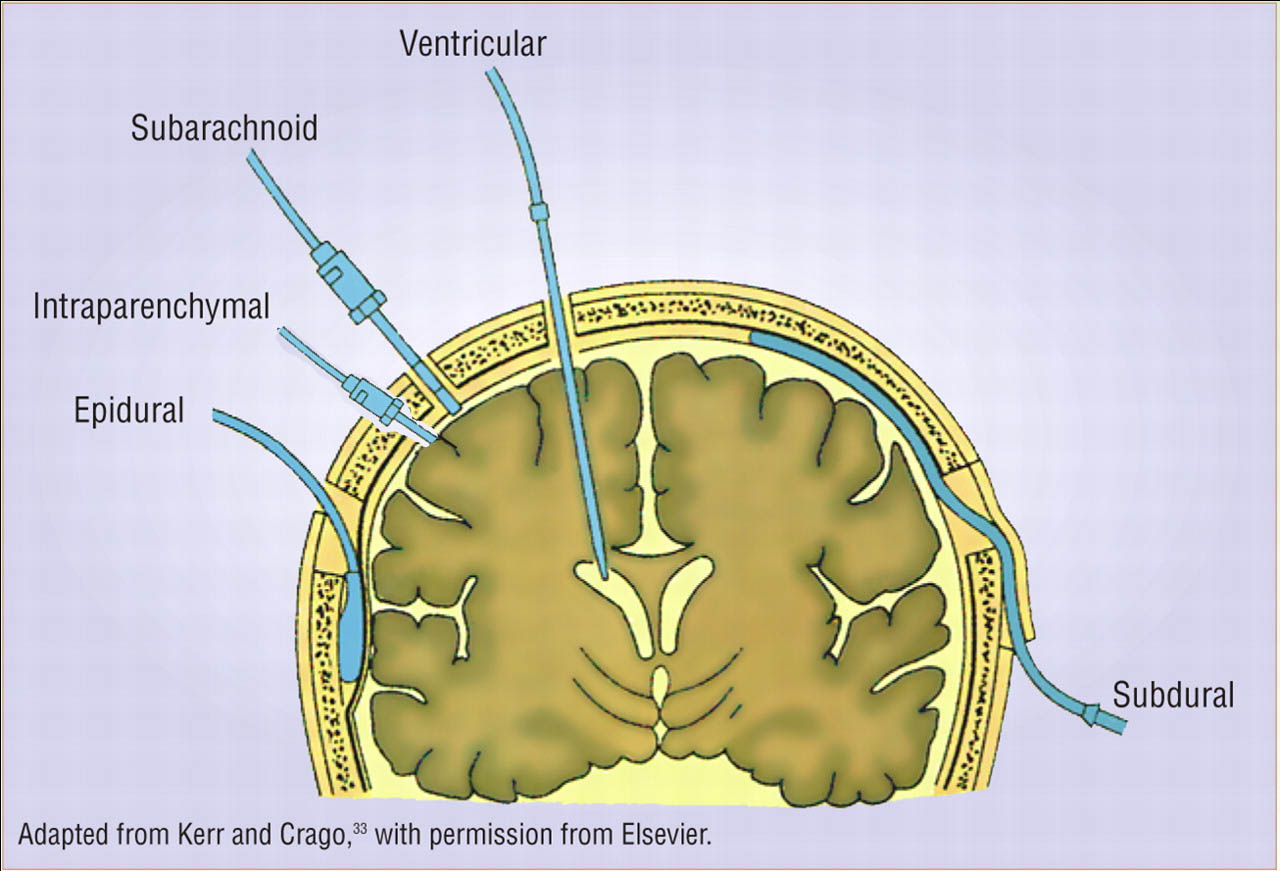 Ventricular
Subarachnoid
Intraparenchymal
Epidural
Subdural
Adapted from Kerr and Crago,³³ with permission from Elsevier.